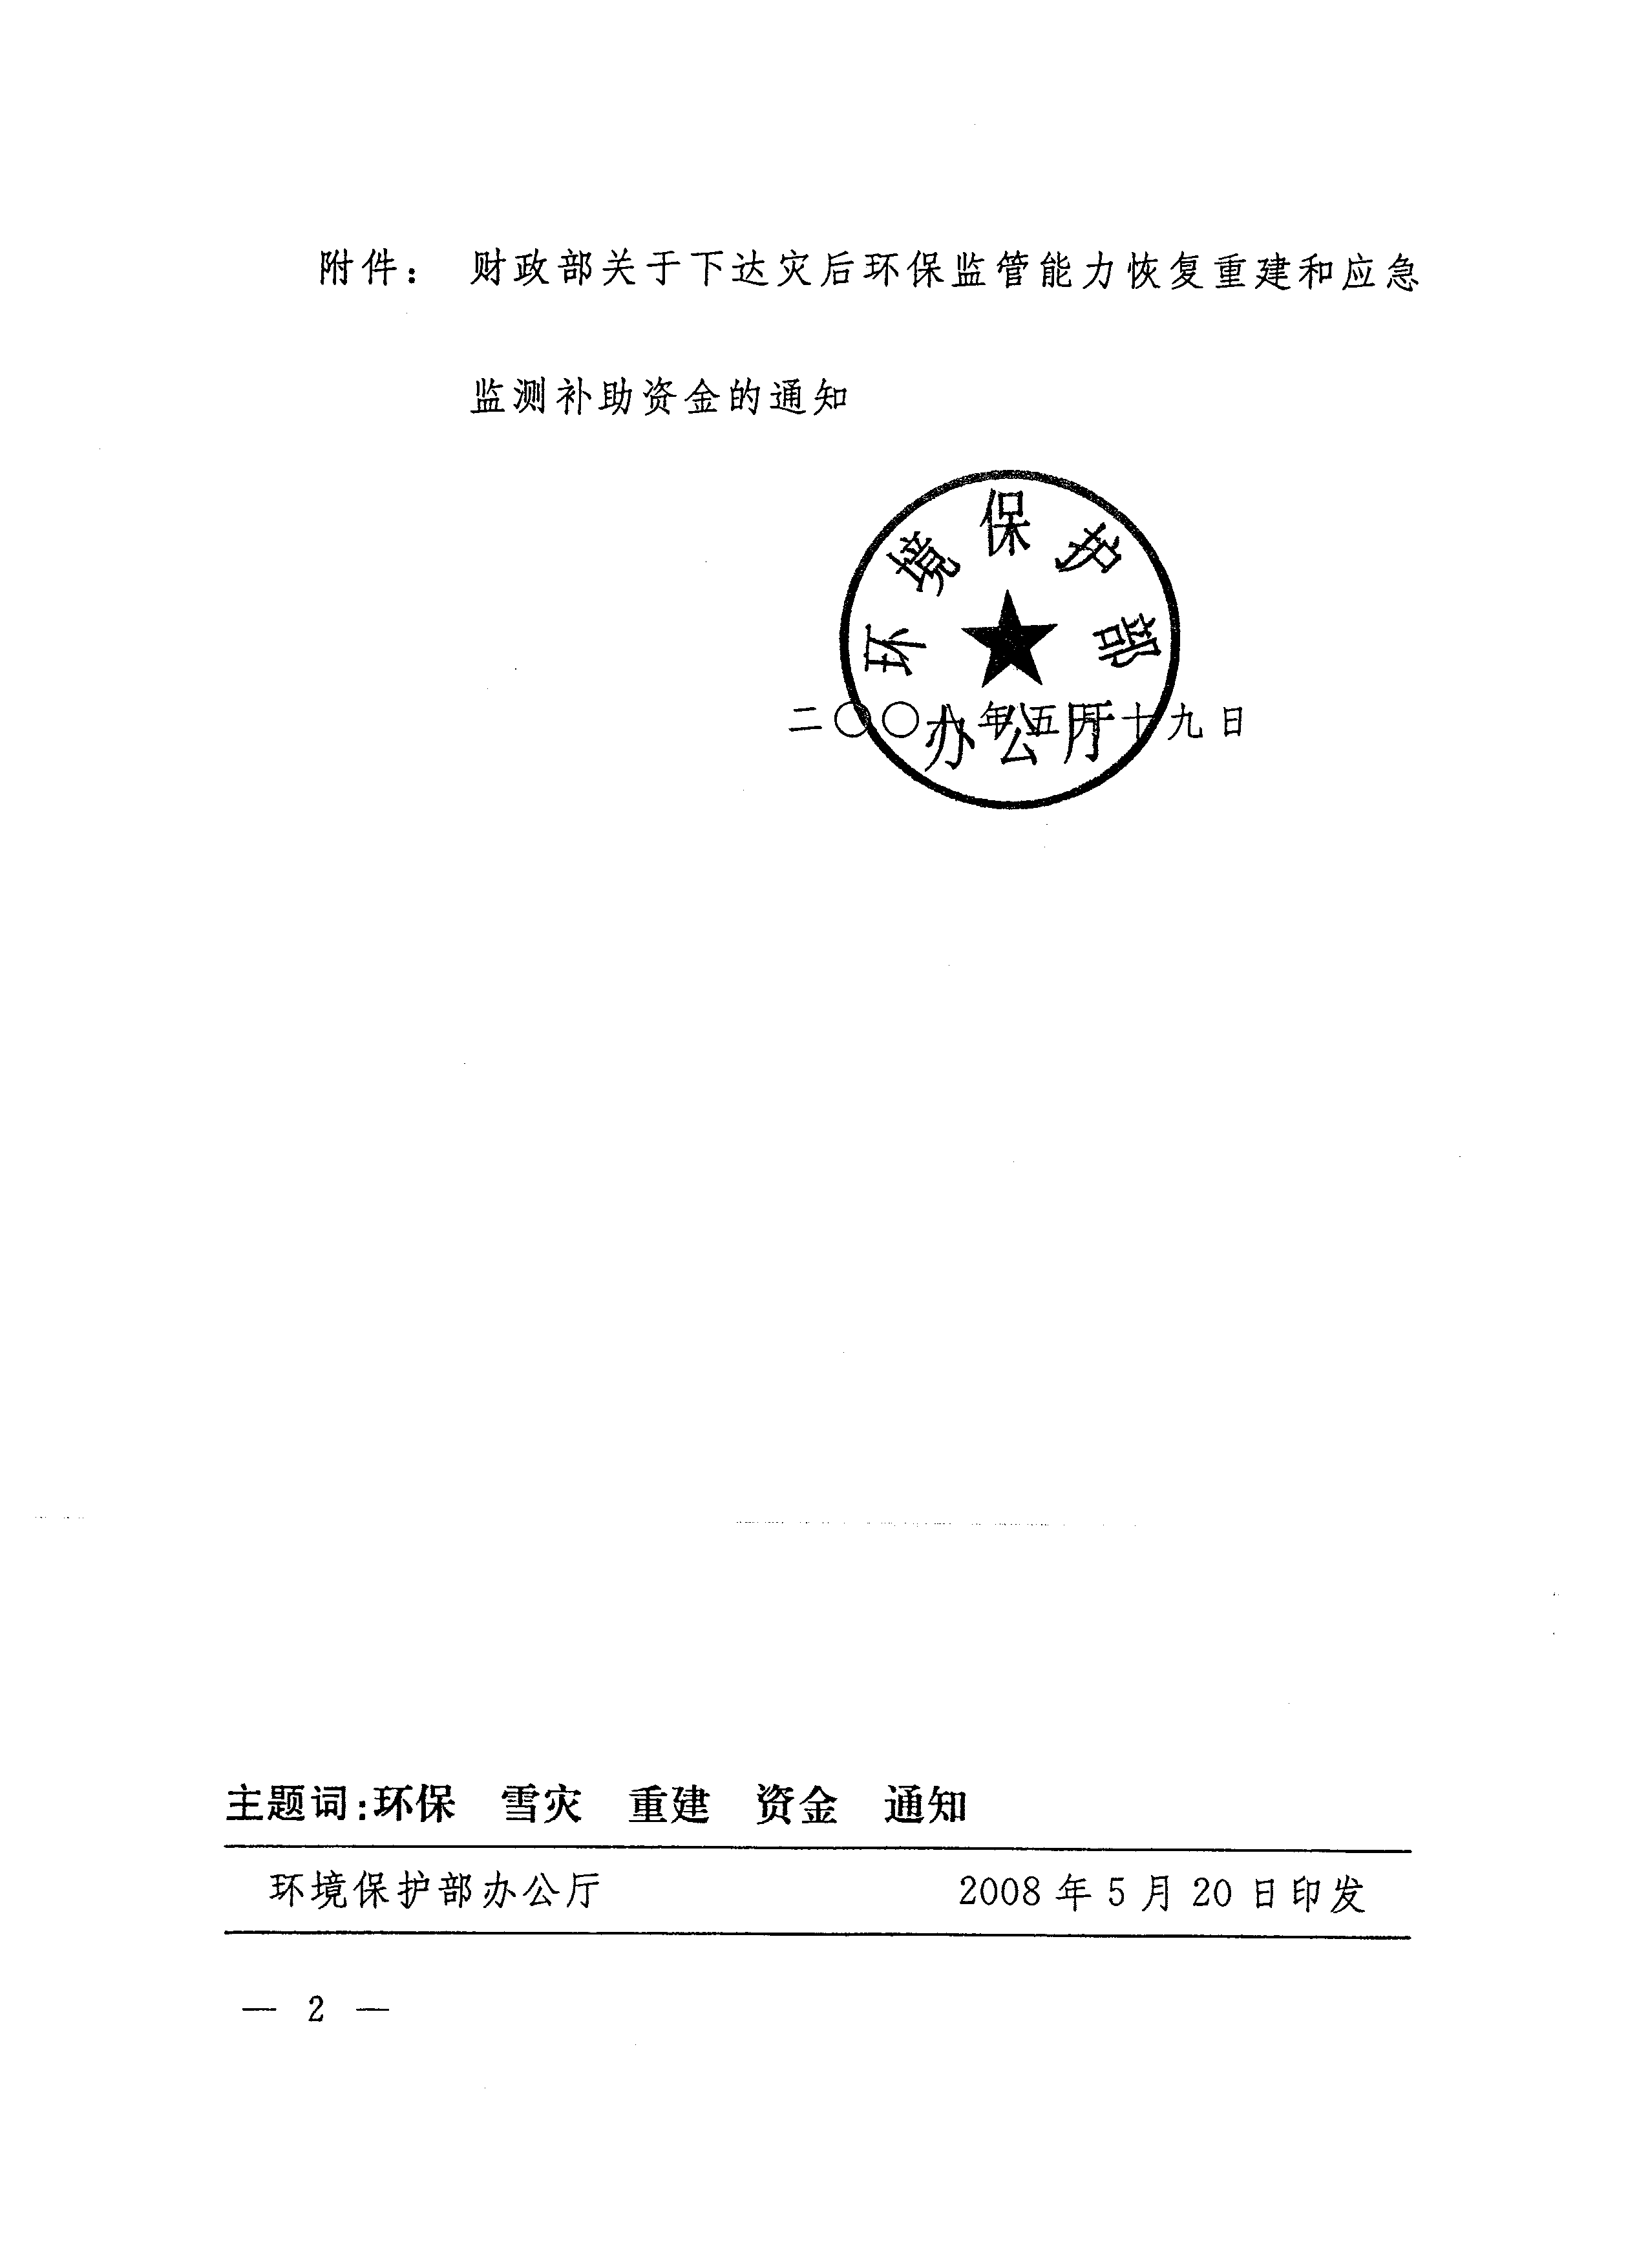 附件： 财政部关于下达灾后环保监管能力恢复重建和应急
监测补助资金的通知
环境保护部
办公厅
二〇〇八年五月十九日
主题词:环保 雪灾 重建 资金 通知
环境保护部办公厅 2008年5月20日印发
— 2 —